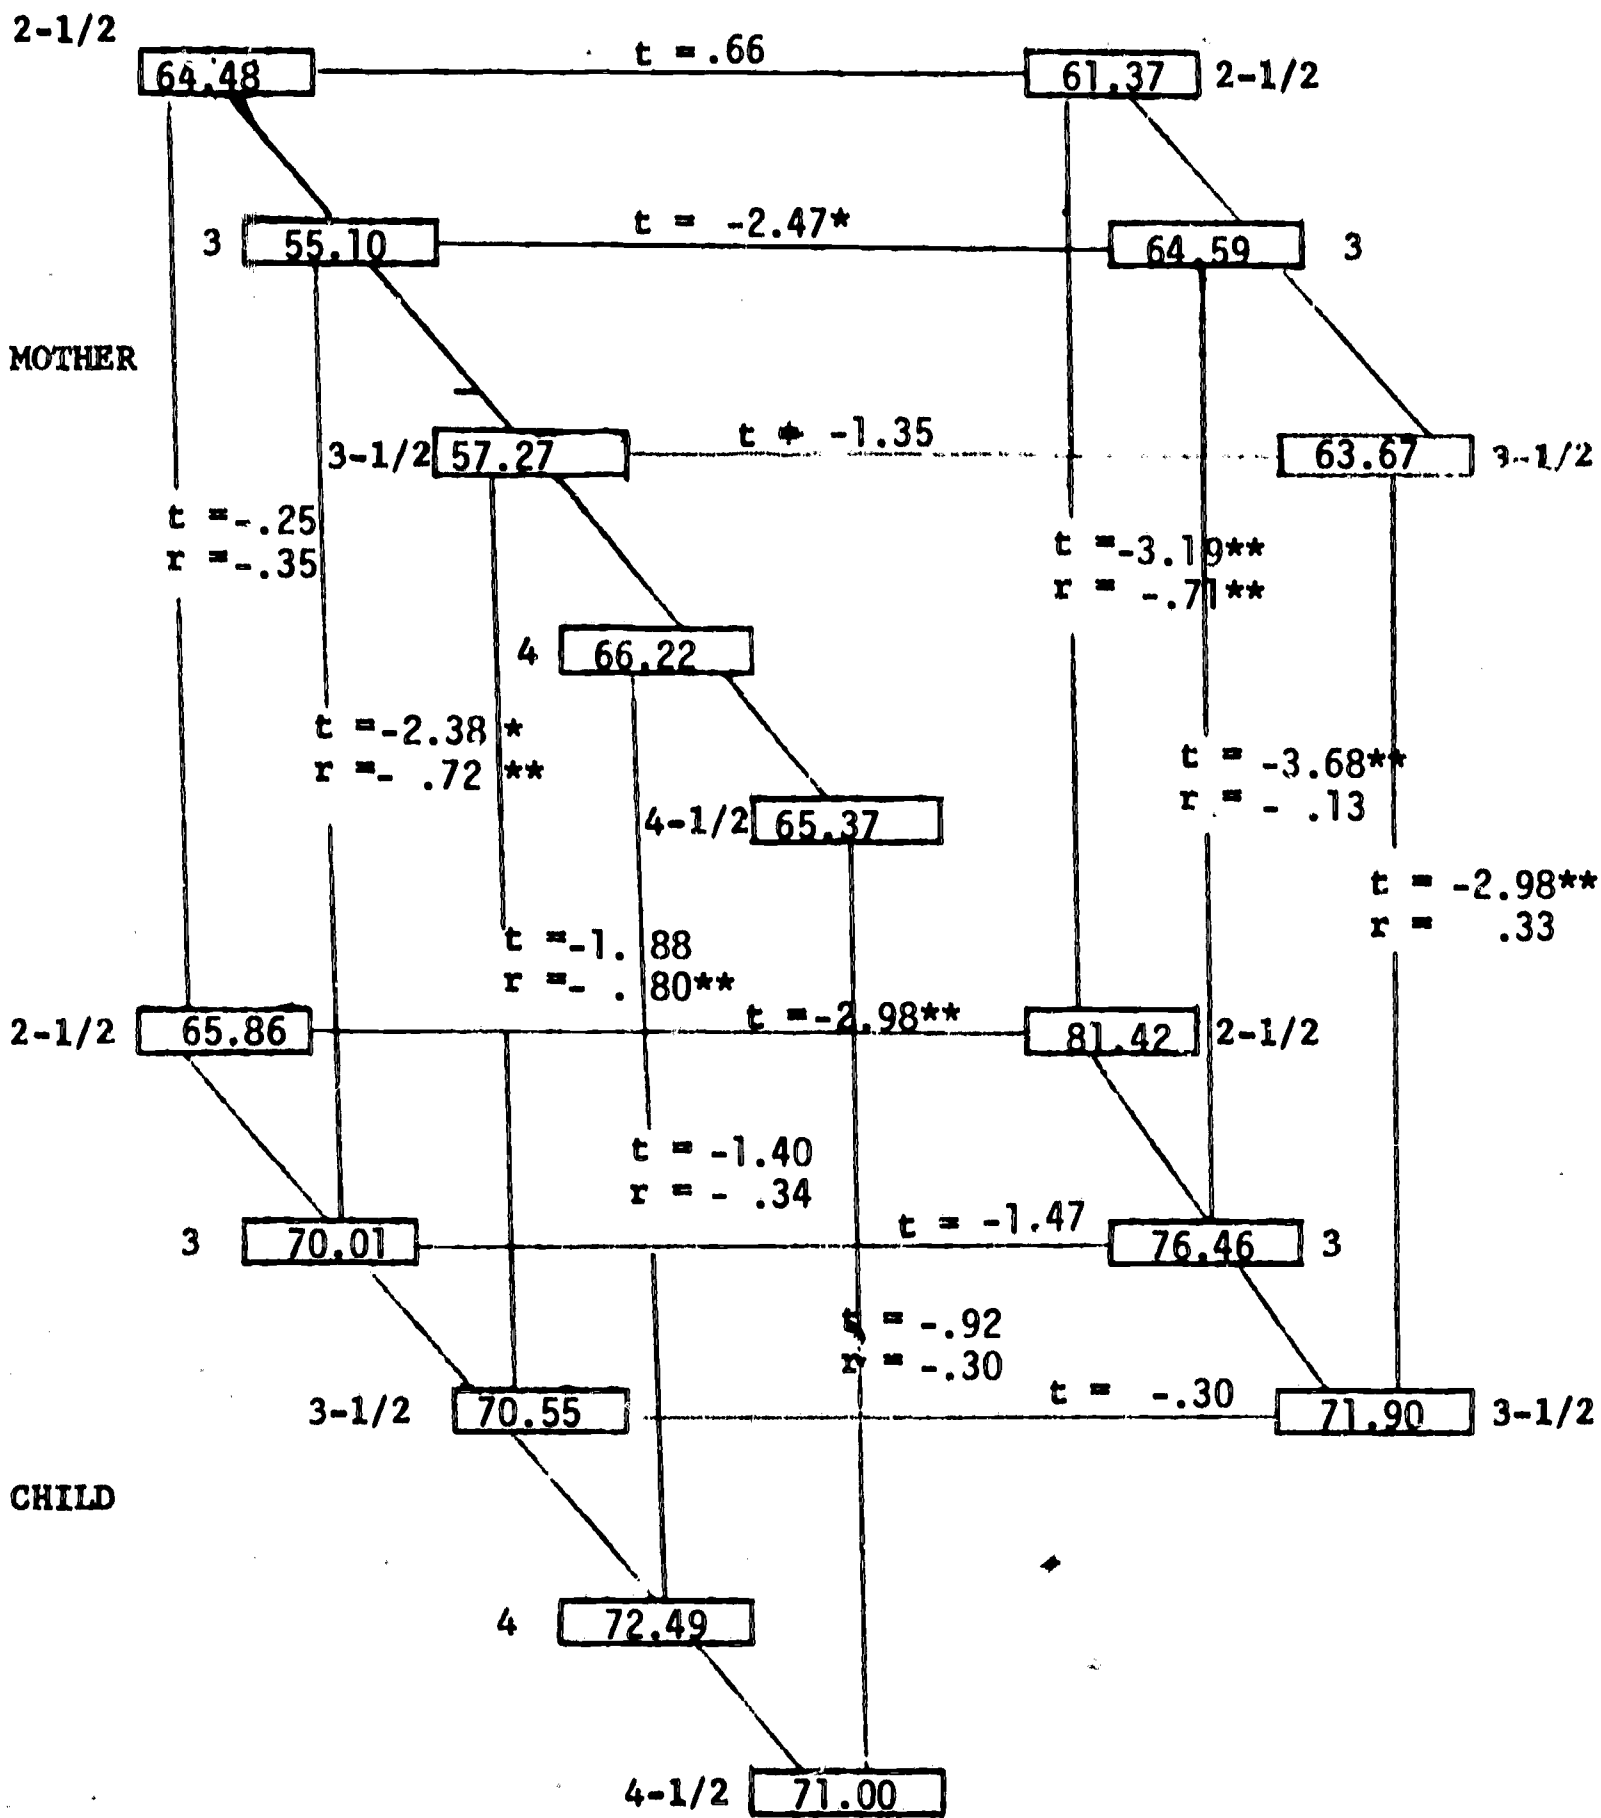 2-1/2
64.48 t = .66 61.37 2-1/2
3 55.10 t = -2.47* 64.59 3
MOTHER
3-1/2 57.27 t = -1.35 63.67 3-1/2
t =-.25
r =-.35
t =-3.19**
r = -.71**
4 66.22
t =-2.38 *
r =- .72 **
t = -3.68**
r = - .13
4-1/2 65.37
t = -2.98**
r = .33
t =-1.88
r =- .80**
2-1/2 65.86 t =-2.98** 81.42 2-1/2
t = -1.40
r = - .34
3 70.01 t = -1.47 76.46 3
t = -.92
r = -.30
3-1/2 70.55 t = -.30 71.90 3-1/2
CHILD
4 72.49
4-1/2 71.00